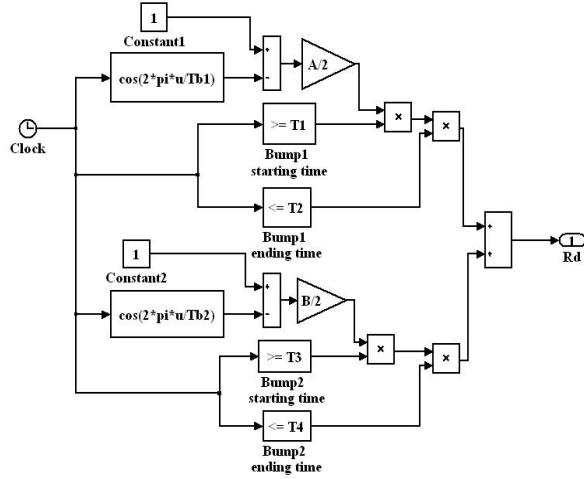 1
Constant1
+
-
A/2
cos(2*pi*u/Tb1)
×
×
>= T1
Clock
Bump1
starting time
<= T2
Bump1
ending time
+
+
1
Rd
1
Constant2
+
-
B/2
cos(2*pi*u/Tb2)
×
×
>= T3
Bump2
starting time
<= T4
Bump2
ending time